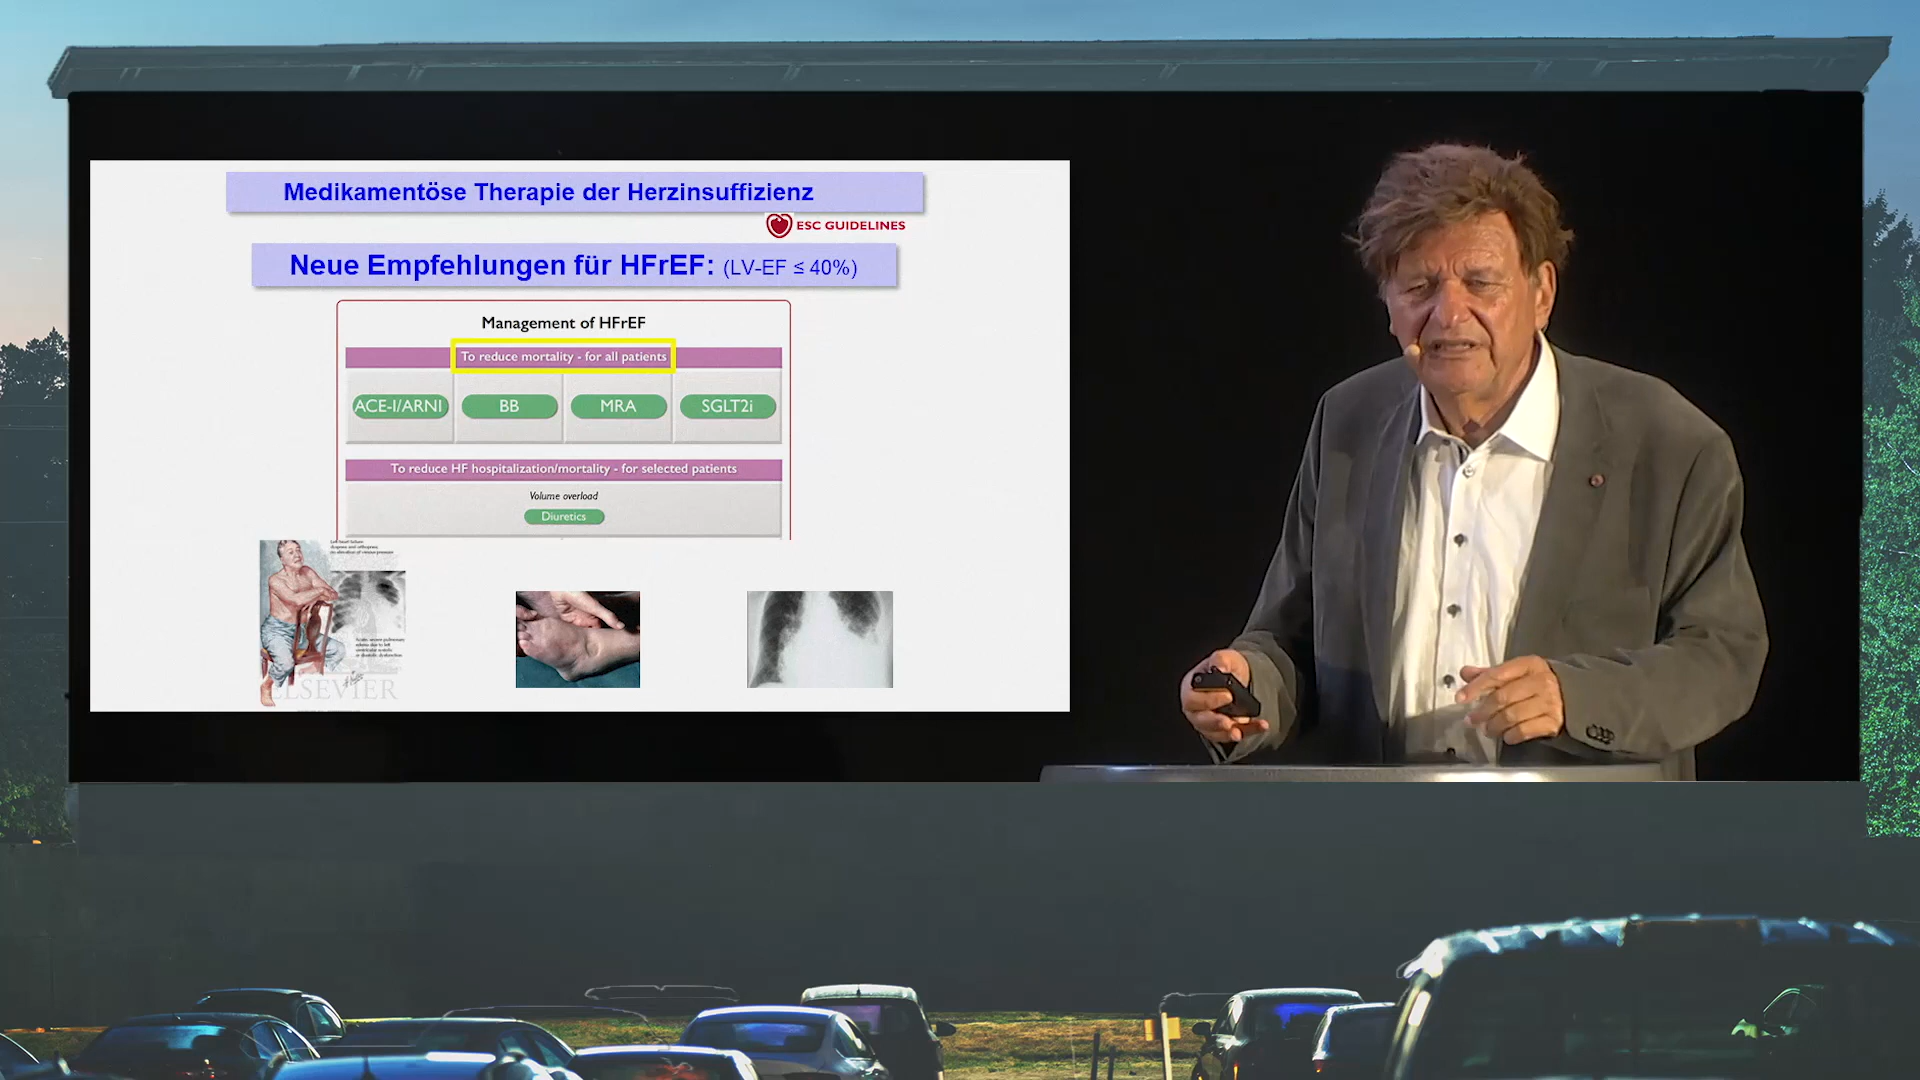 Medikamentöse Therapie der Herzinsuffizienz
ESC GUIDELINES
Neue Empfehlungen für HFrEF: (LV-EF ≤ 40%)
Management of HFrEF
To reduce mortality - for all patients
ACE-I/ARNI BB MRA SGLT2i
To reduce HF hospitalization/mortality - for selected patients
Volume overload
Diuretics
ELSEVIER